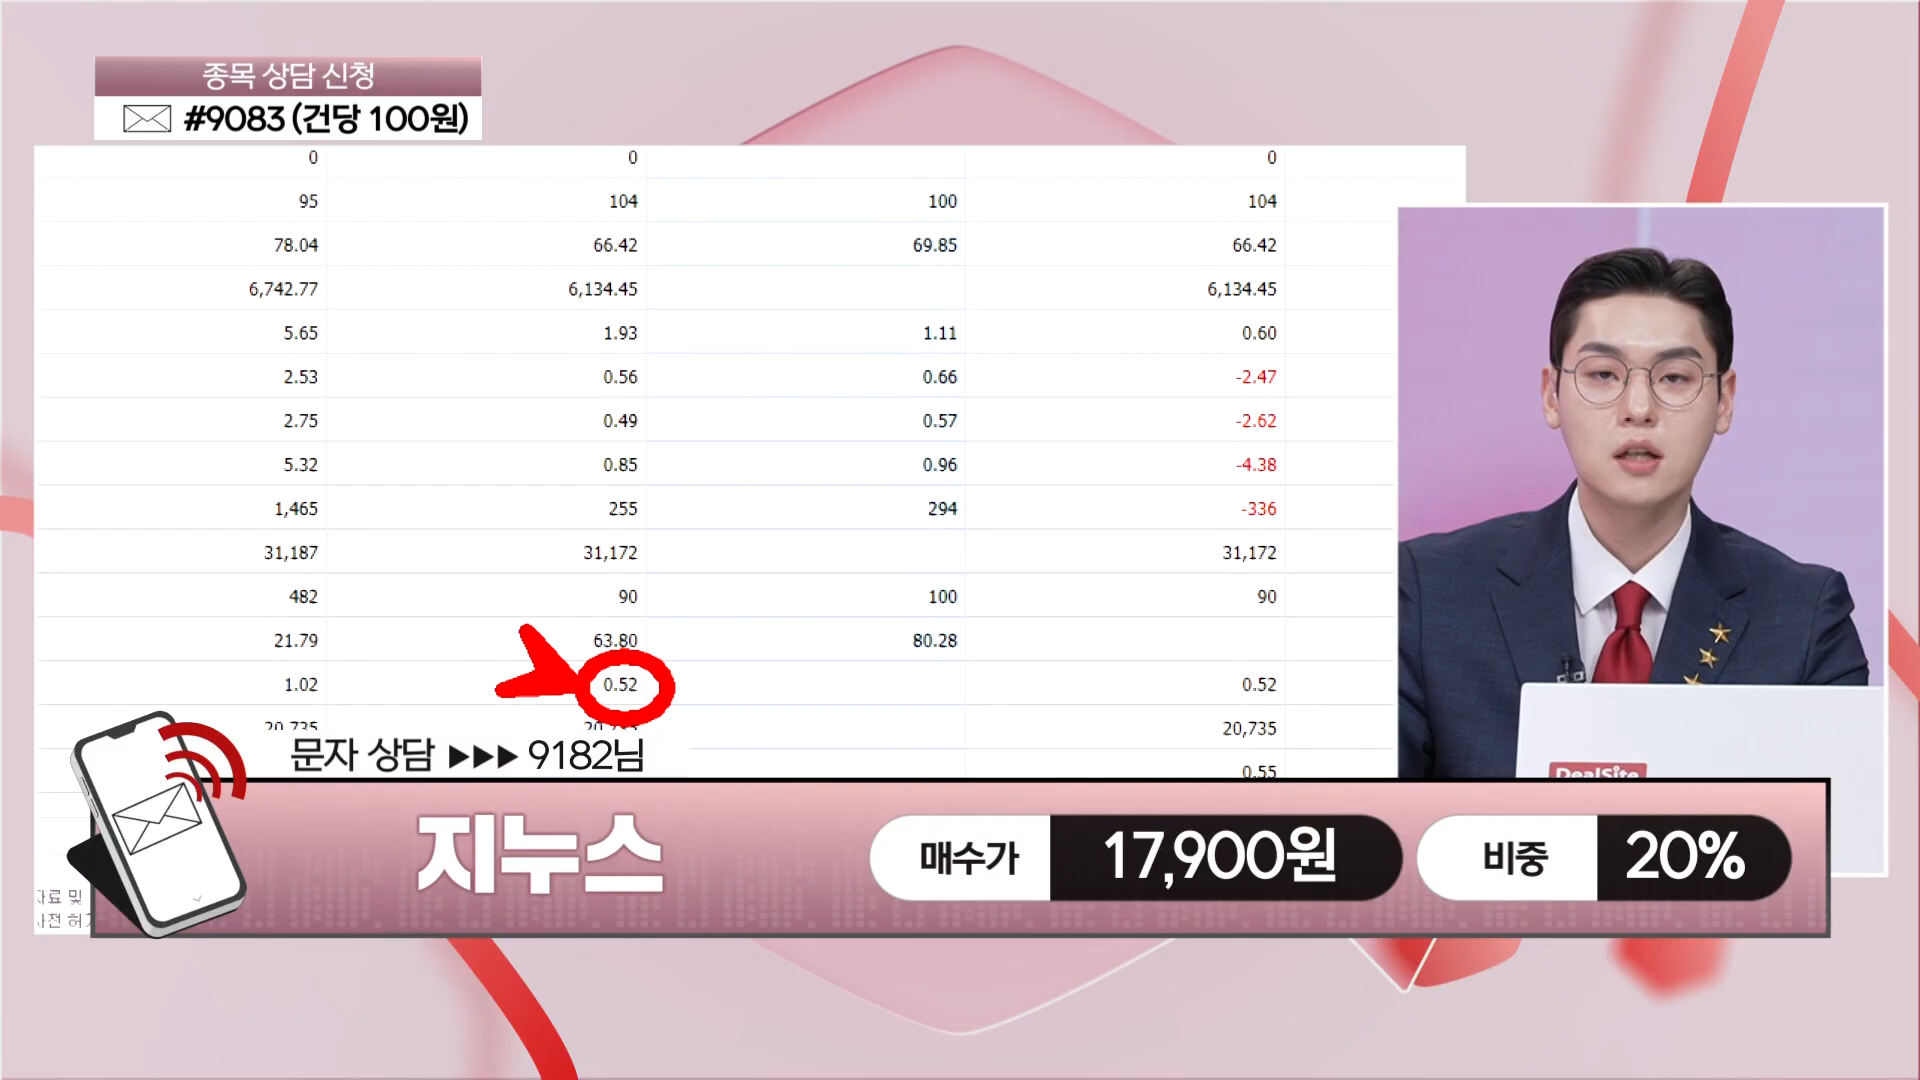 종목 상담 신청
#9083 (건당 100원)
0 0 0
95 104 100 104
78.04 66.42 69.85 66.42
6,742.77 6,134.45 6,134.45
5.65 1.93 1.11 0.60
2.53 0.56 0.66 -2.47
2.75 0.49 0.57 -2.62
5.32 0.85 0.96 -4.38
1,465 255 294 -336
31,187 31,172 31,172
482 90 100 90
21.79 63.80 80.28
1.02 0.52 0.52
20,735 20,735 20,735
0.55
DealSite
문자 상담 ▶▶▶ 9182님
지누스 매수가 17,900원 비중 20%
및